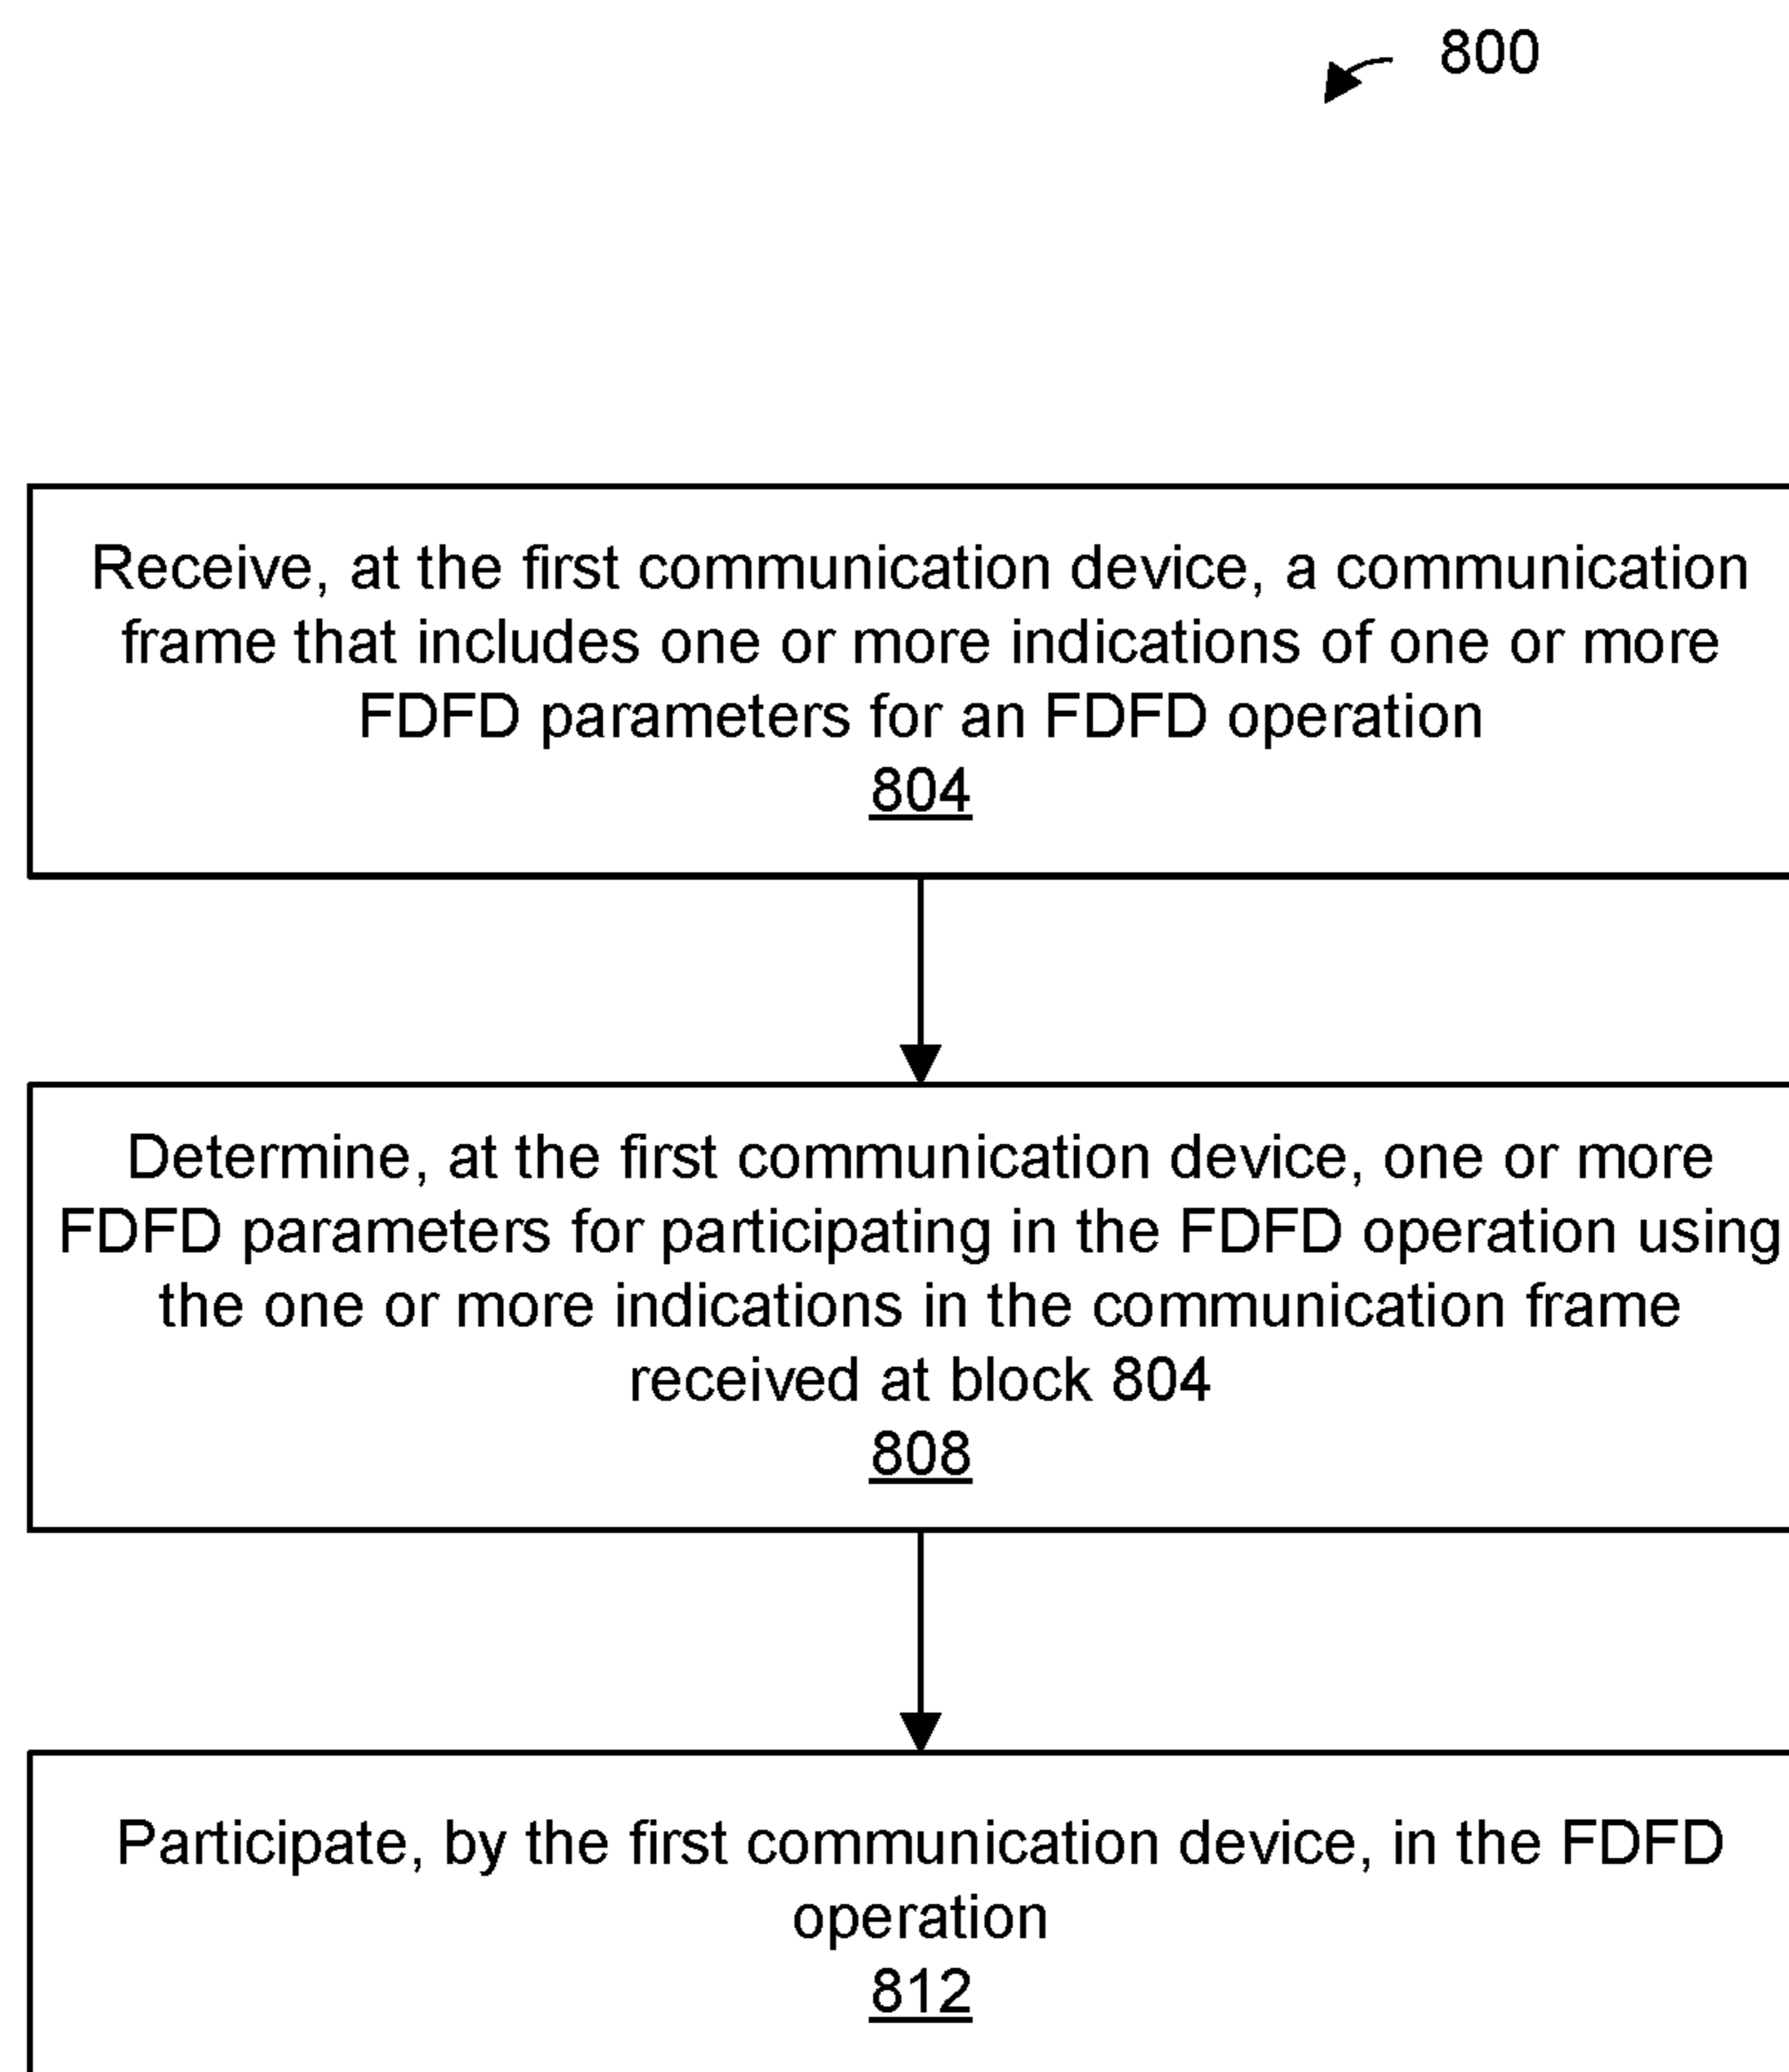 800
Receive, at the first communication device, a communication
frame that includes one or more indications of one or more
FDFD parameters for an FDFD operation
804
Determine, at the first communication device, one or more
FDFD parameters for participating in the FDFD operation using
the one or more indications in the communication frame
received at block 804
808
Participate, by the first communication device, in the FDFD
operation
812